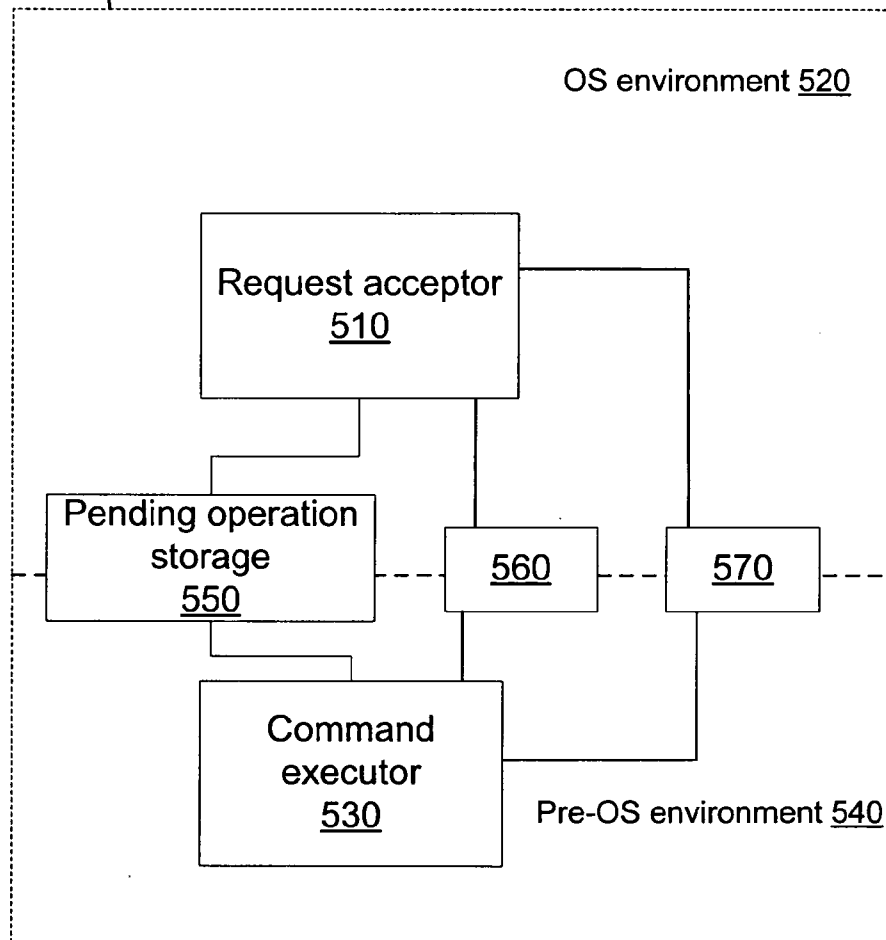 OS environment 520
Request acceptor
510
Pending operation
storage
550
560
570
Command
executor
530
Pre-OS environment 540